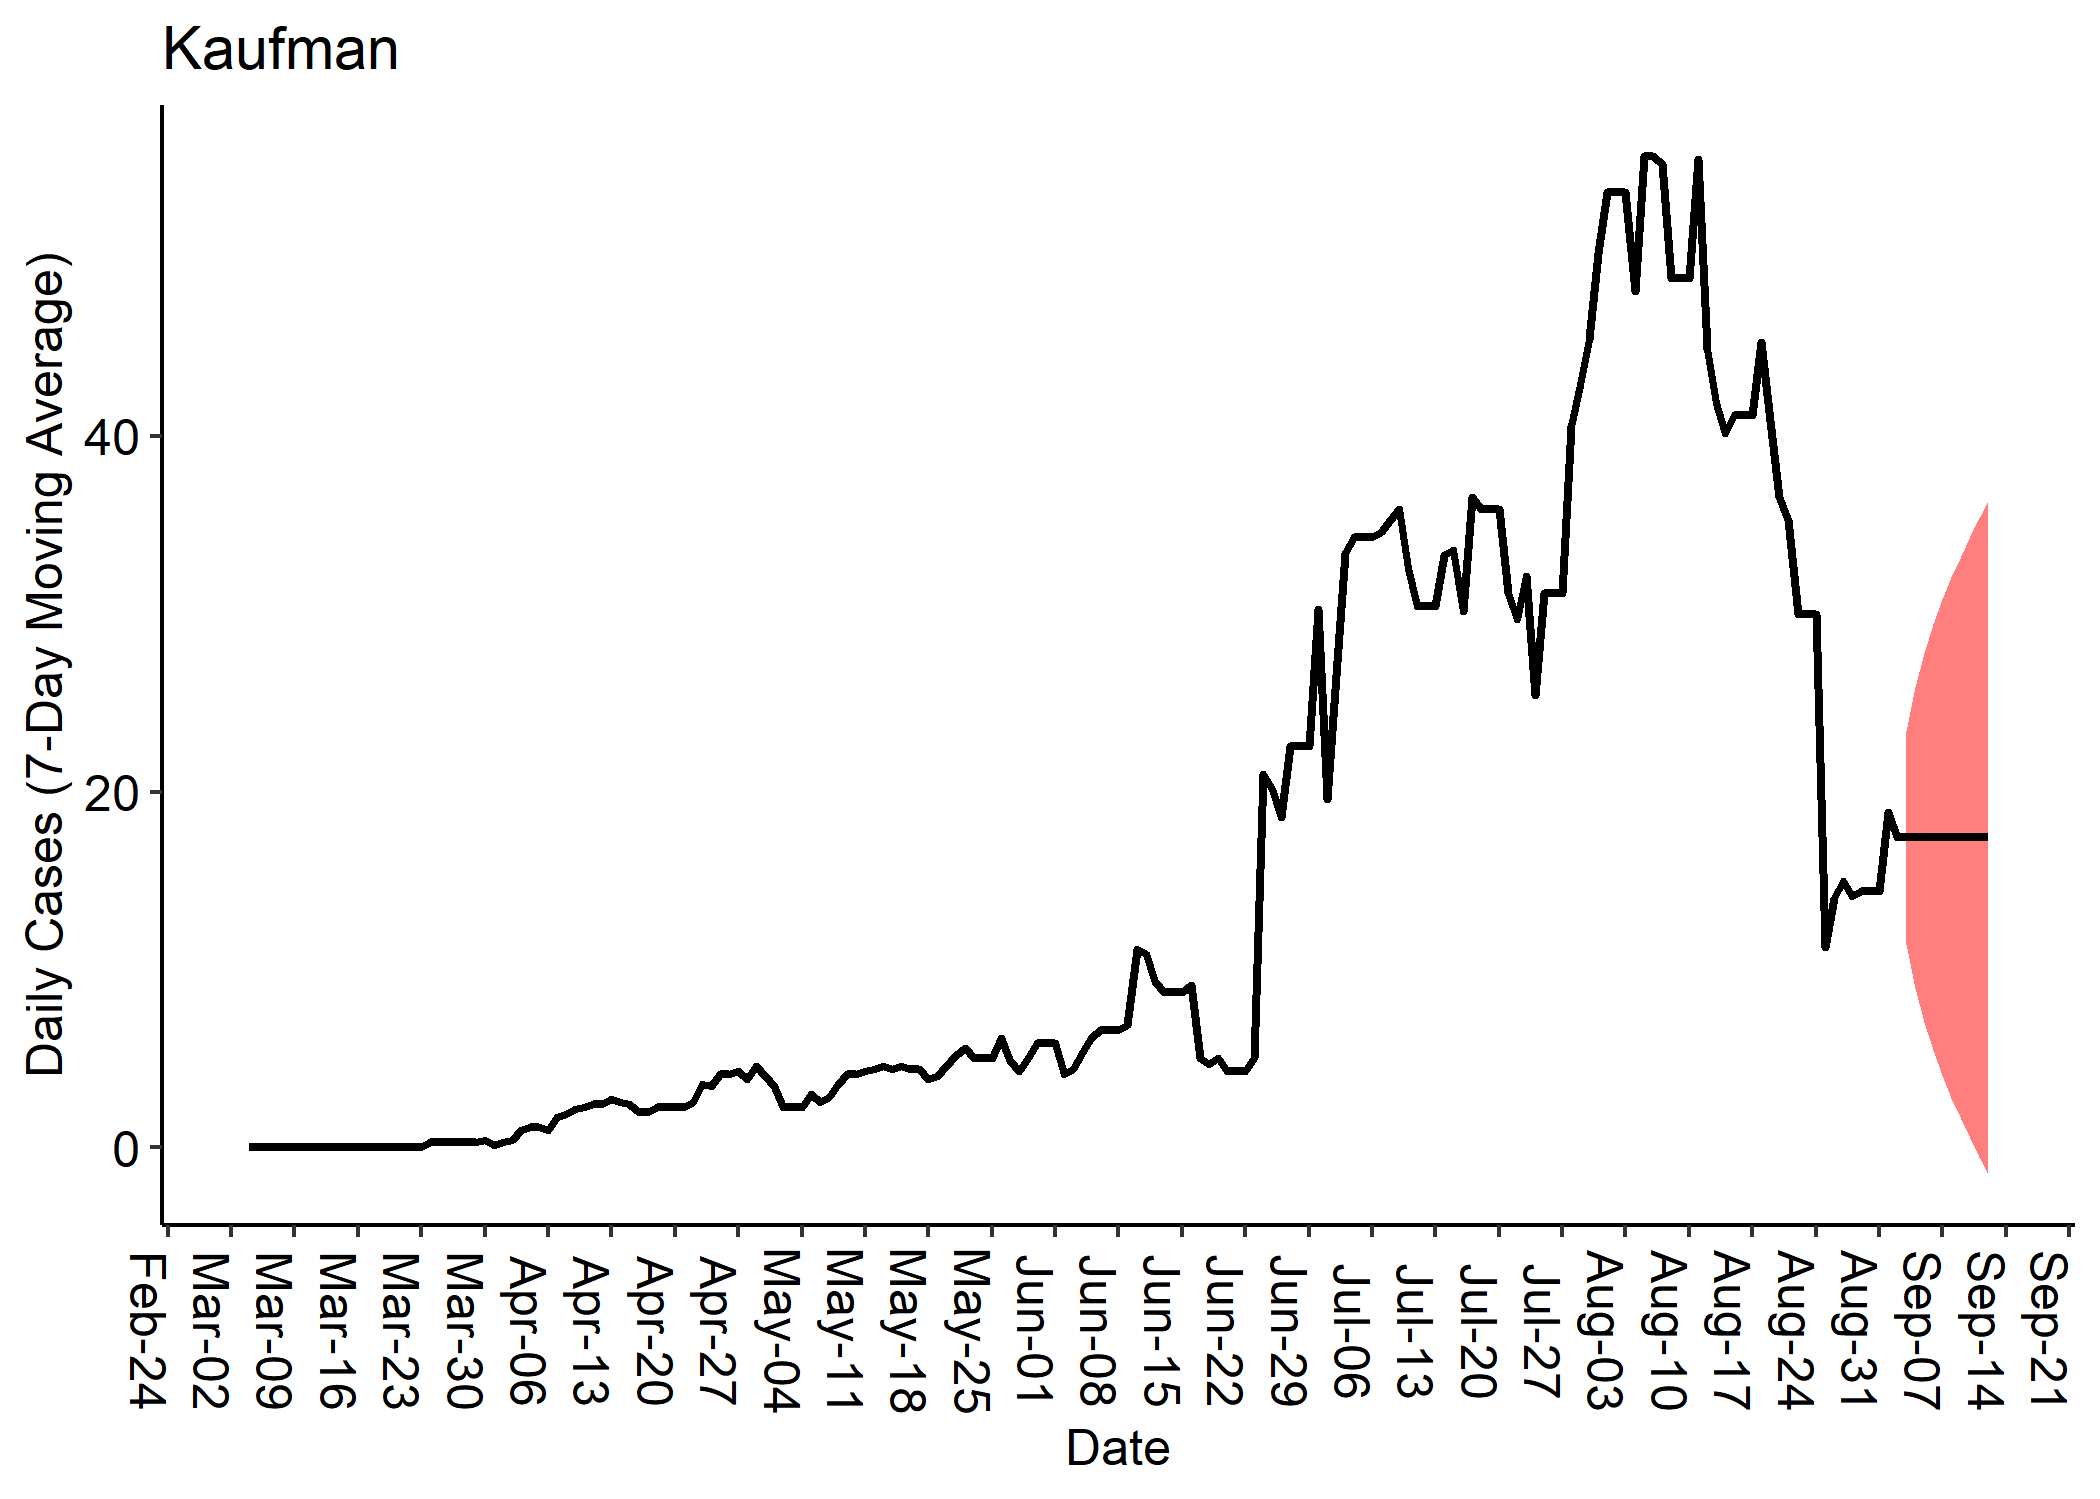 Kaufman
Daily Cases (7-Day Moving Average)
40
20
0
Feb-24
Mar-02
Mar-09
Mar-16
Mar-23
Mar-30
Apr-06
Apr-13
Apr-20
Apr-27
May-04
May-11
May-18
May-25
Jun-01
Jun-08
Jun-15
Jun-22
Jun-29
Jul-06
Jul-13
Jul-20
Jul-27
Aug-03
Aug-10
Aug-17
Aug-24
Aug-31
Sep-07
Sep-14
Sep-21
Date